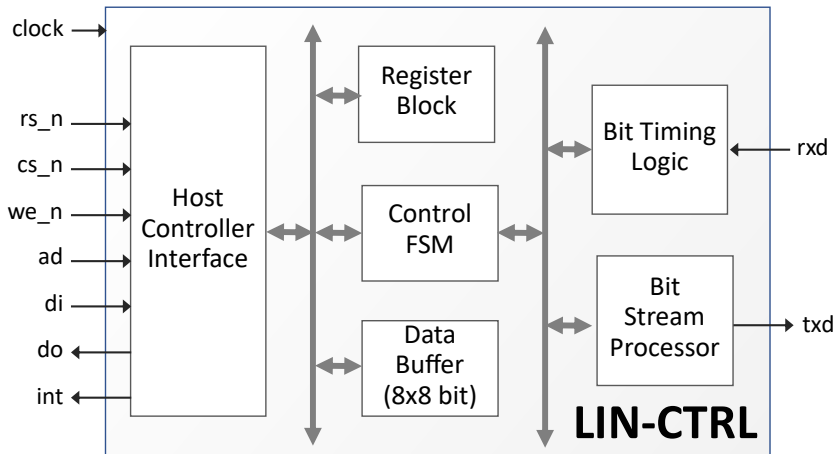 clock
rs_n
cs_n
we_n
ad
di
do
int
Host
Controller
Interface
Register
Block
Control
FSM
Data
Buffer
(8x8 bit)
Bit Timing
Logic
rxd
Bit
Stream
Processor
txd
LIN-CTRL